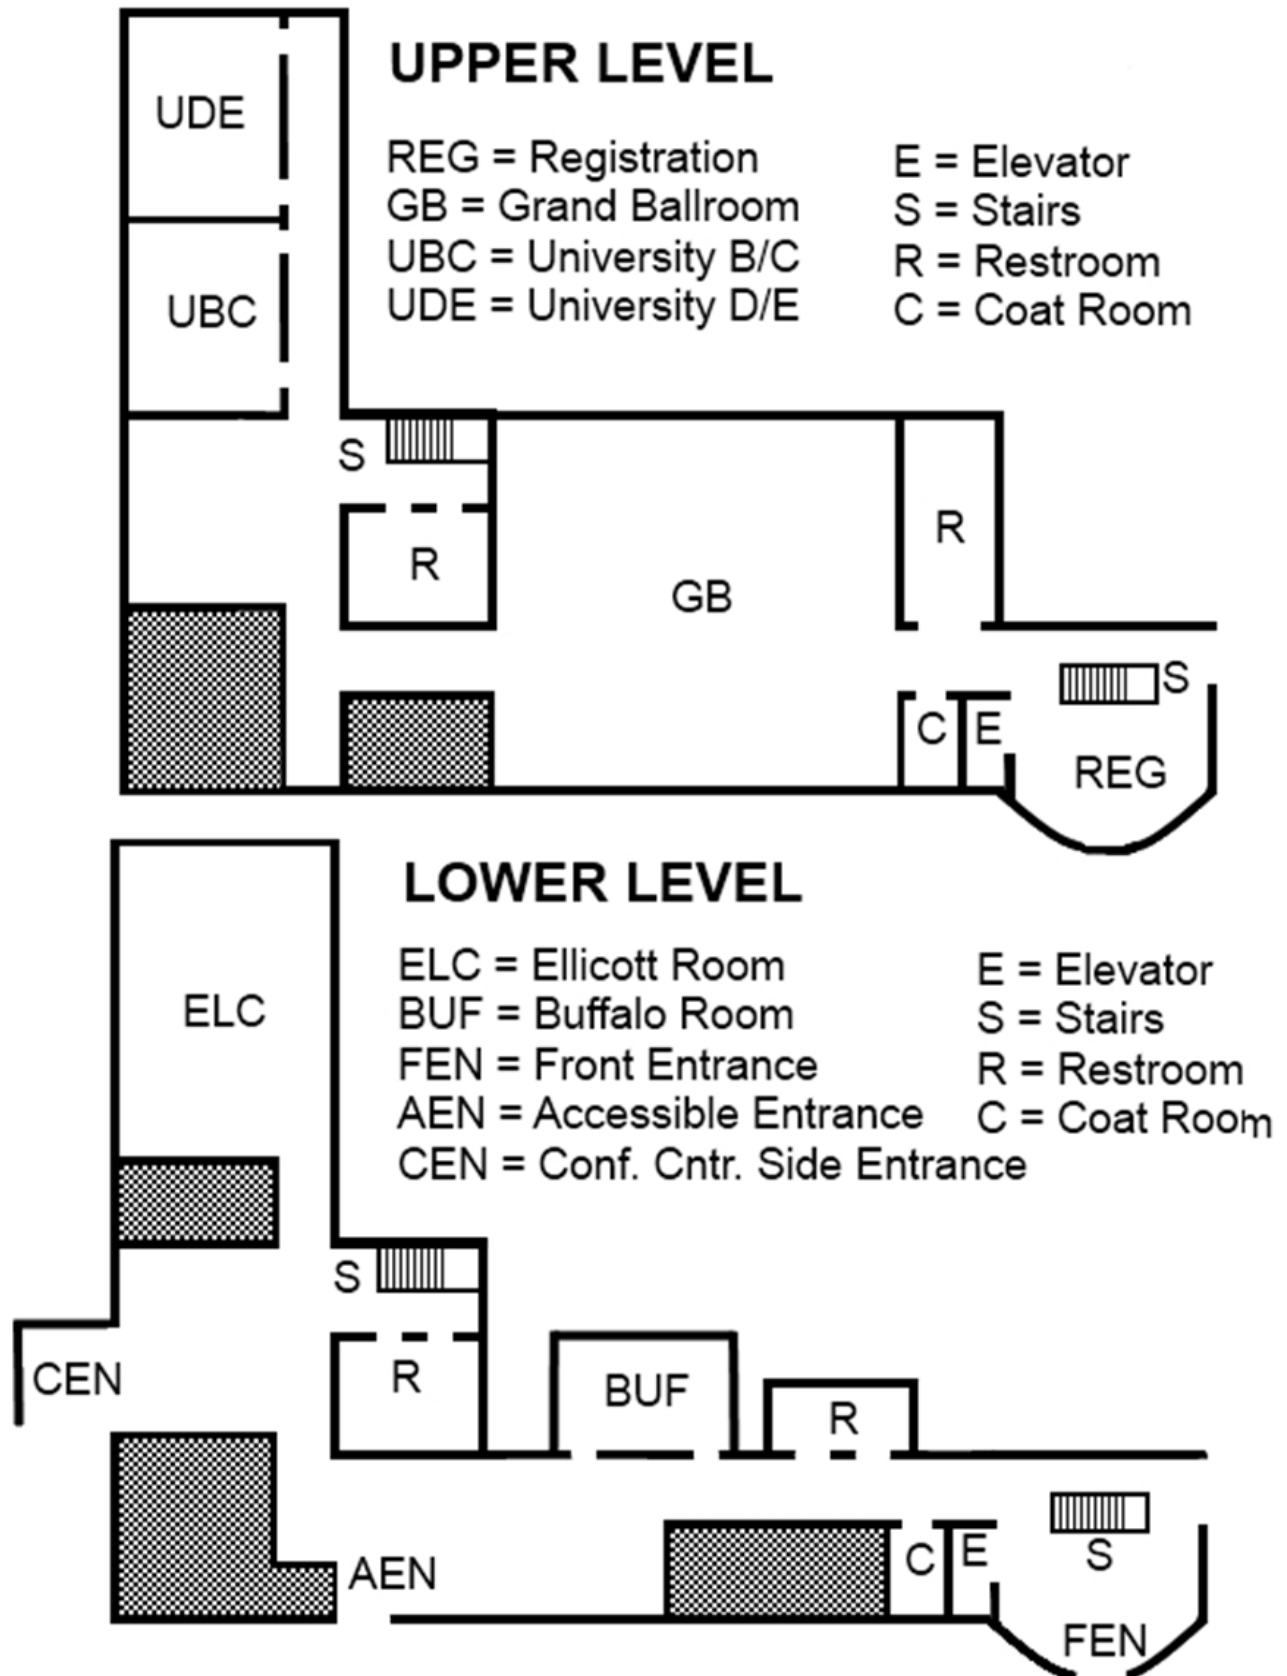 UPPER LEVEL
UDE
REG = Registration
E = Elevator
GB = Grand Ballroom
S = Stairs
UBC = University B/C
R = Restroom
UBC
UDE = University D/E
C = Coat Room
S
R
R
GB
S
C
E
REG
LOWER LEVEL
ELC = Ellicott Room
E = Elevator
ELC
BUF = Buffalo Room
S = Stairs
FEN = Front Entrance
R = Restroom
AEN = Accessible Entrance
C = Coat Room
CEN = Conf. Cntr. Side Entrance
S
CEN
R
BUF
R
AEN
C
E
S
FEN